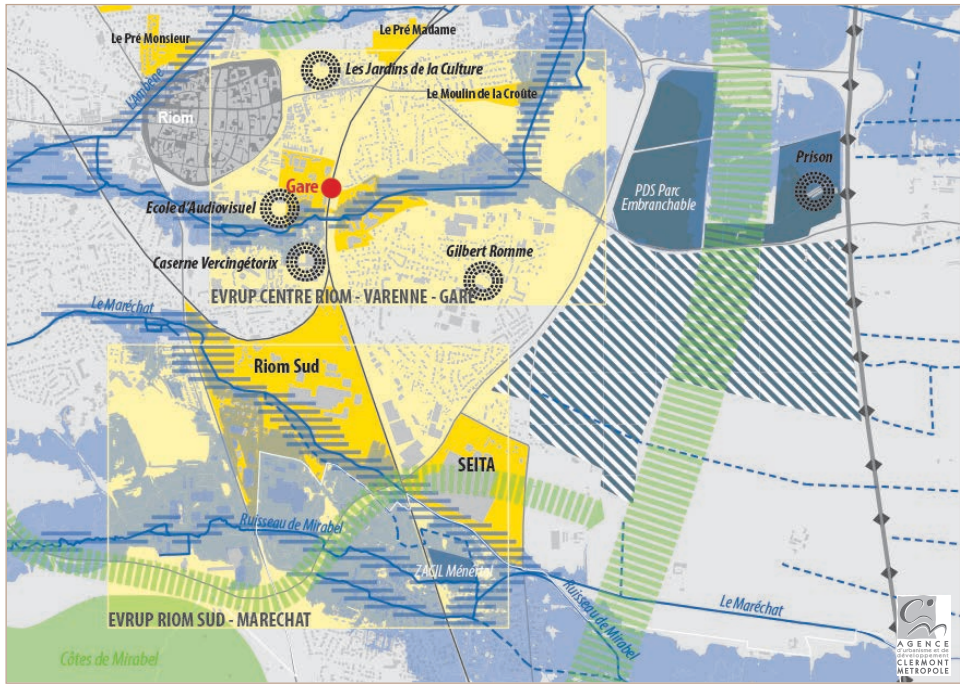 Le Pré Monsieur
Le Pré Madame
Les Jardins de la Culture
L'Ambène
Le Moulin de la Croûte
Riom
Prison
Gare
PDS Parc
Embranchable
Ecole d'Audiovisuel
Gilbert Romme
Caserne Vercingétorix
EVRUP CENTRE RIOM - VARENNE - GARE
Le Maréchat
Riom Sud
SEITA
Ruisseau de Mirabel
ZACIL Ménétrol
Ruisseau de Mirabel
Le Maréchat
EVRUP RIOM SUD - MARECHAT
Côtes de Mirabel
AGENCE
d'urbanisme et de
développement
CLERMONT
METROPOLE